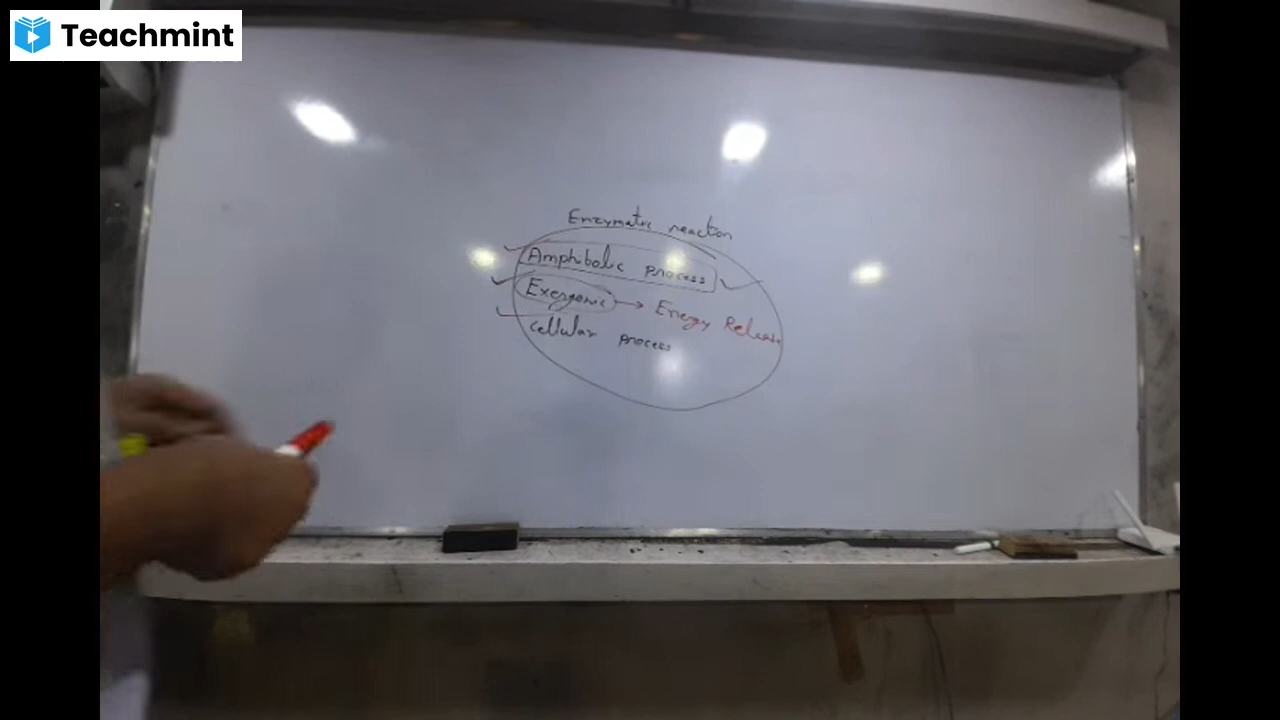 Teachmint
Enzymatic reaction
Amphibolic process
Exergonic → Energy Release
cellular process